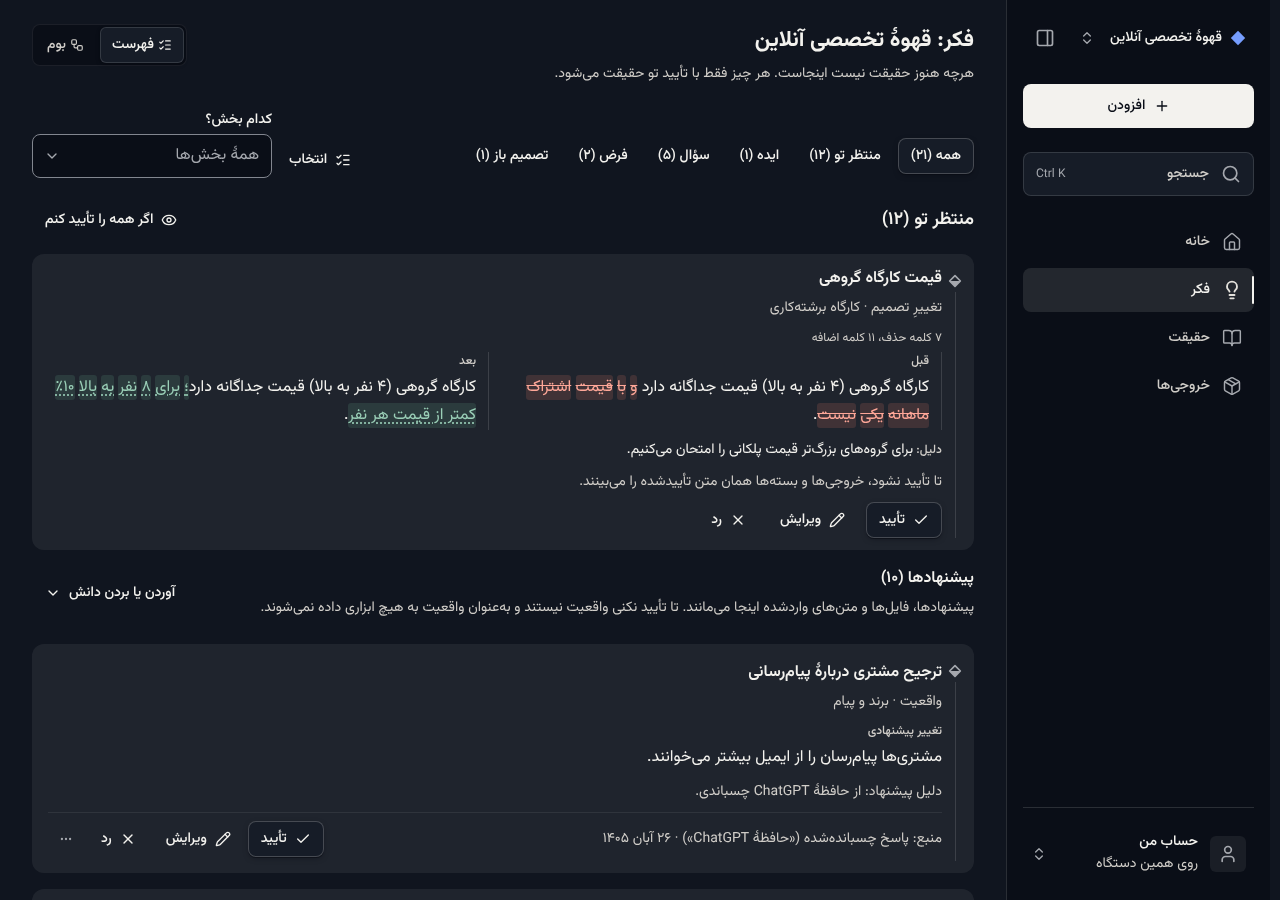 قهوهٔ تخصصی آنلاین
افزودن
جستجو
Ctrl K
خانه
فکر
حقیقت
خروجی‌ها
حساب من
روی همین دستگاه
فکر: قهوهٔ تخصصی آنلاین
هرچه هنوز حقیقت نیست اینجاست. هر چیز فقط با تأیید تو حقیقت می‌شود.
فهرست
بوم
همه (۲۱)
منتظر تو (۱۲)
ایده (۱)
سؤال (۵)
فرض (۲)
تصمیم باز (۱)
انتخاب
کدام بخش؟
همهٔ بخش‌ها
منتظر تو (۱۲)
اگر همه را تأیید کنم
قیمت کارگاه گروهی
تغییرِ تصمیم · کارگاه برشته‌کاری
۷ کلمه حذف، ۱۱ کلمه اضافه
قبل
کارگاه گروهی (۴ نفر به بالا) قیمت جداگانه دارد و با قیمت اشتراک
ماهانه یکی نیست.
بعد
کارگاه گروهی (۴ نفر به بالا) قیمت جداگانه دارد؛ برای ۸ نفر به بالا ۱۰٪
کمتر از قیمت هر نفر.
دلیل: برای گروه‌های بزرگ‌تر قیمت پلکانی را امتحان می‌کنیم.
تا تأیید نشود، خروجی‌ها و بسته‌ها همان متن تأییدشده را می‌بینند.
تأیید
ویرایش
رد
پیشنهادها (۱۰)
پیشنهادها، فایل‌ها و متن‌های واردشده اینجا می‌مانند. تا تأیید نکنی واقعیت نیستند و به‌عنوان واقعیت به هیچ ابزاری داده نمی‌شوند.
آوردن یا بردن دانش
ترجیح مشتری دربارهٔ پیام‌رسانی
واقعیت · برند و پیام
تغییر پیشنهادی
مشتری‌ها پیام‌رسان را از ایمیل بیشتر می‌خوانند.
دلیل پیشنهاد: از حافظهٔ ChatGPT چسباندی.
منبع: پاسخ چسبانده‌شده («حافظهٔ ChatGPT») · ۲۶ آبان ۱۴۰۵
تأیید
ویرایش
رد